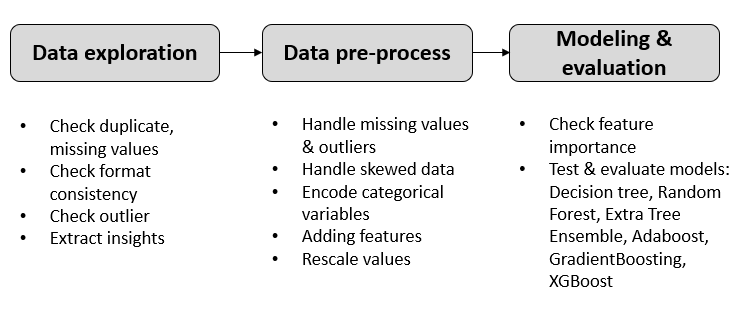 Data exploration
Data pre-process
Modeling &
evaluation
• Check duplicate,
missing values
• Check format
consistency
• Check outlier
• Extract insights
• Handle missing values
& outliers
• Handle skewed data
• Encode categorical
variables
• Adding features
• Rescale values
• Check feature
importance
• Test & evaluate models:
Decision tree, Random
Forest, Extra Tree
Ensemble, Adaboost,
GradientBoosting,
XGBoost